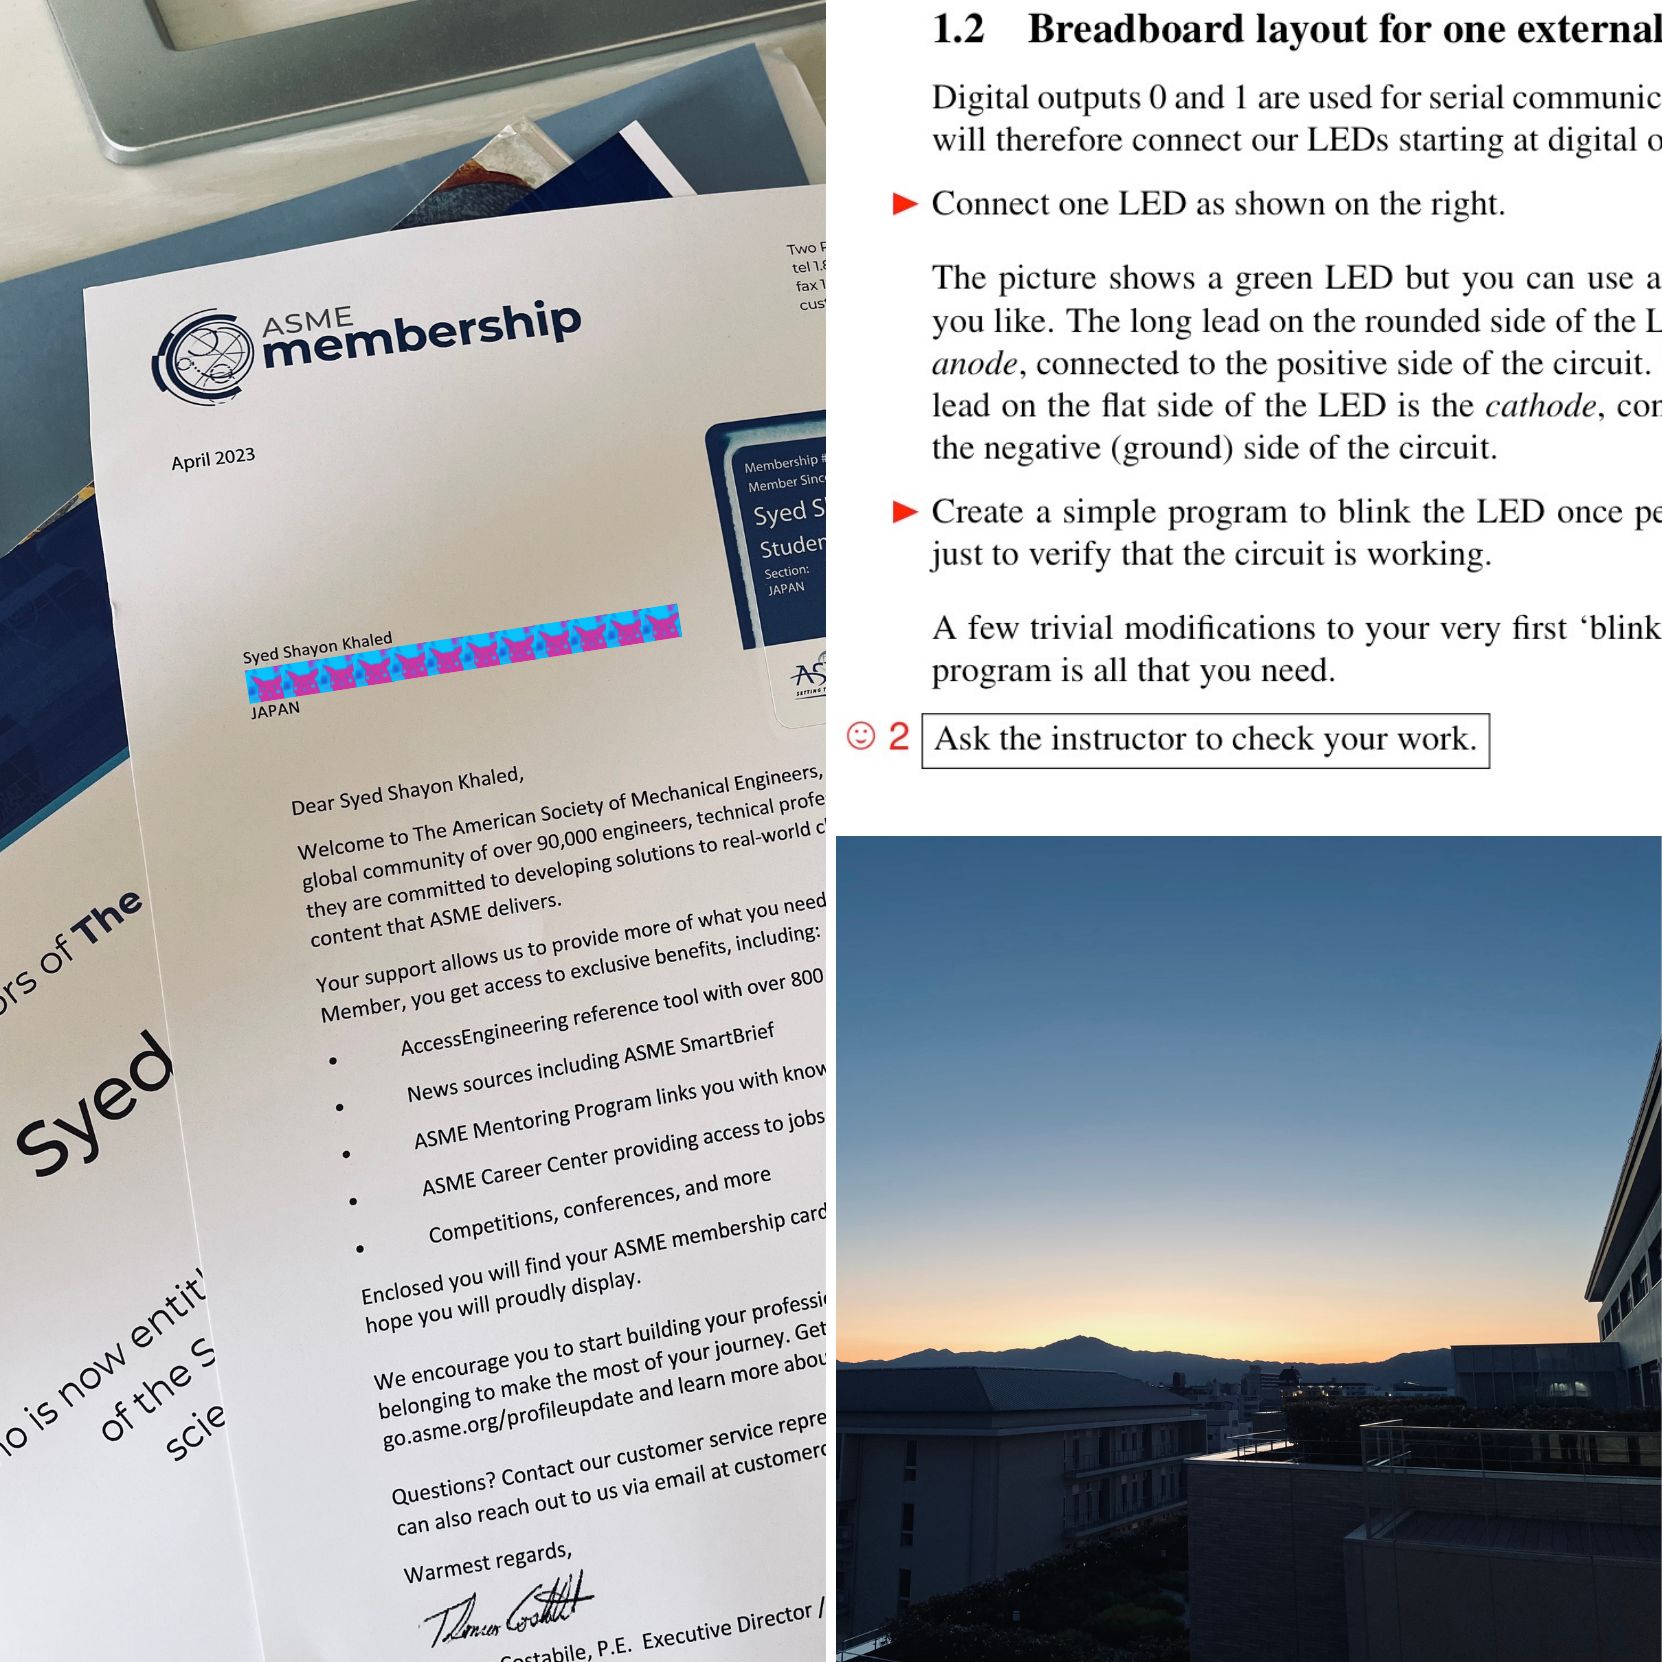 ASME
membership
April 2023
Two
tel 1.8
fax 1
cus
Membership #
Member Since
Syed S
Studen
Section:
JAPAN
SETTING T
Syed Shayon Khaled
JAPAN
Dear Syed Shayon Khaled,
Welcome to The American Society of Mechanical Engineers,
global community of over 90,000 engineers, technical profe
they are committed to developing solutions to real-world c
content that ASME delivers.
Your support allows us to provide more of what you need
Member, you get access to exclusive benefits, including:
• AccessEngineering reference tool with over 800
• News sources including ASME SmartBrief
• ASME Mentoring Program links you with know
• ASME Career Center providing access to jobs
• Competitions, conferences, and more
Enclosed you will find your ASME membership card
hope you will proudly display.
We encourage you to start building your professi
belonging to make the most of your journey. Get
go.asme.org/profileupdate and learn more abou
Questions? Contact our customer service repre
can also reach out to us via email at customerc
Warmest regards,
Costabile, P.E. Executive Director /
ors of The
Syed
ho is now entit
of the S
scie
1.2 Breadboard layout for one external
Digital outputs 0 and 1 are used for serial communic
will therefore connect our LEDs starting at digital o
▶ Connect one LED as shown on the right.
The picture shows a green LED but you can use a
you like. The long lead on the rounded side of the L
anode, connected to the positive side of the circuit.
lead on the flat side of the LED is the cathode, con
the negative (ground) side of the circuit.
▶ Create a simple program to blink the LED once pe
just to verify that the circuit is working.
A few trivial modifications to your very first ‘blink
program is all that you need.
☺ 2 Ask the instructor to check your work.